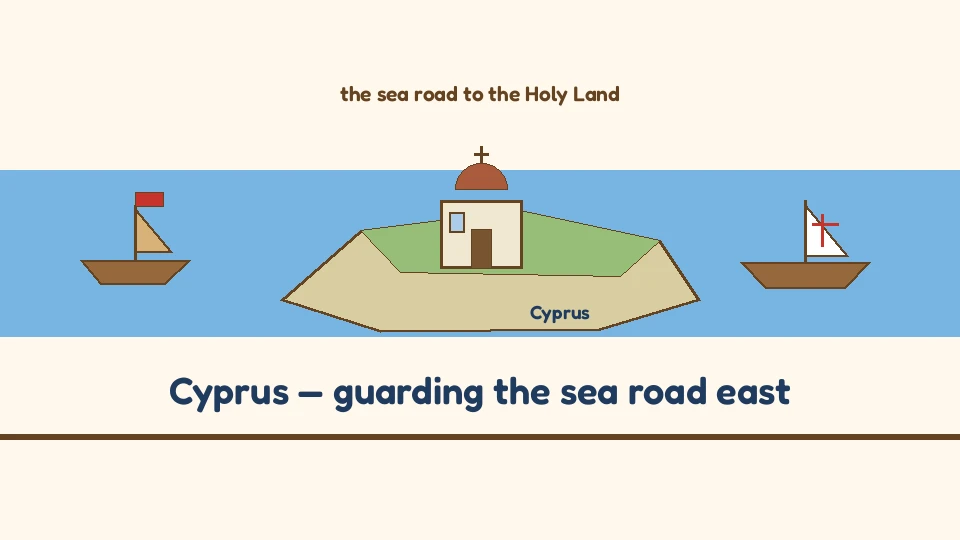 the sea road to the Holy Land
Cyprus
Cyprus — guarding the sea road east